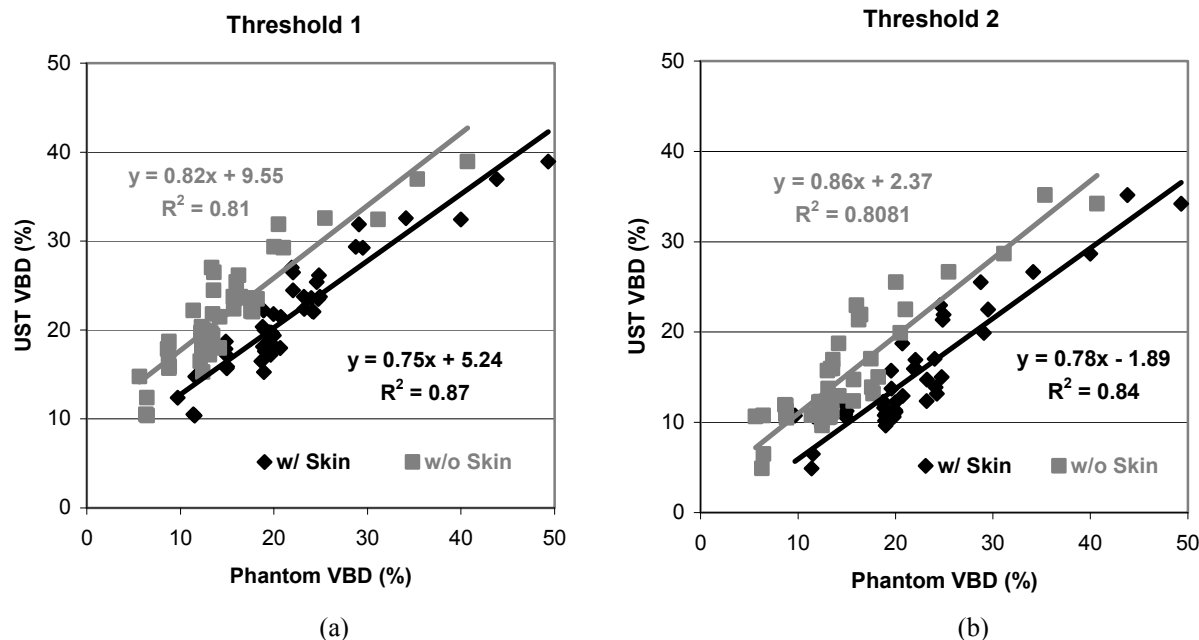 Threshold 1
50
40
30
20
10
0
0 10 20 30 40 50
UST VBD (%)
Phantom VBD (%)
y = 0.82x + 9.55
R² = 0.81
y = 0.75x + 5.24
R² = 0.87
w/ Skin w/o Skin
(a)
Threshold 2
50
40
30
20
10
0
0 10 20 30 40 50
UST VBD (%)
Phantom VBD (%)
y = 0.86x + 2.37
R² = 0.8081
y = 0.78x - 1.89
R² = 0.84
w/ Skin w/o Skin
(b)